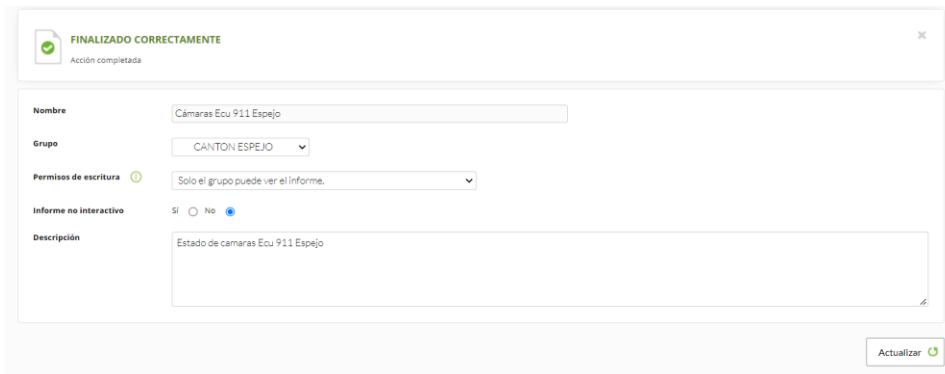 FINALIZADO CORRECTAMENTE
Acción completada
Nombre
Cámaras Ecu 911 Espejo
Grupo
CANTON ESPEJO
Permisos de escritura
Solo el grupo puede ver el informe.
Informe no interactivo
Sí No
Descripción
Estado de camaras Ecu 911 Espejo
Actualizar